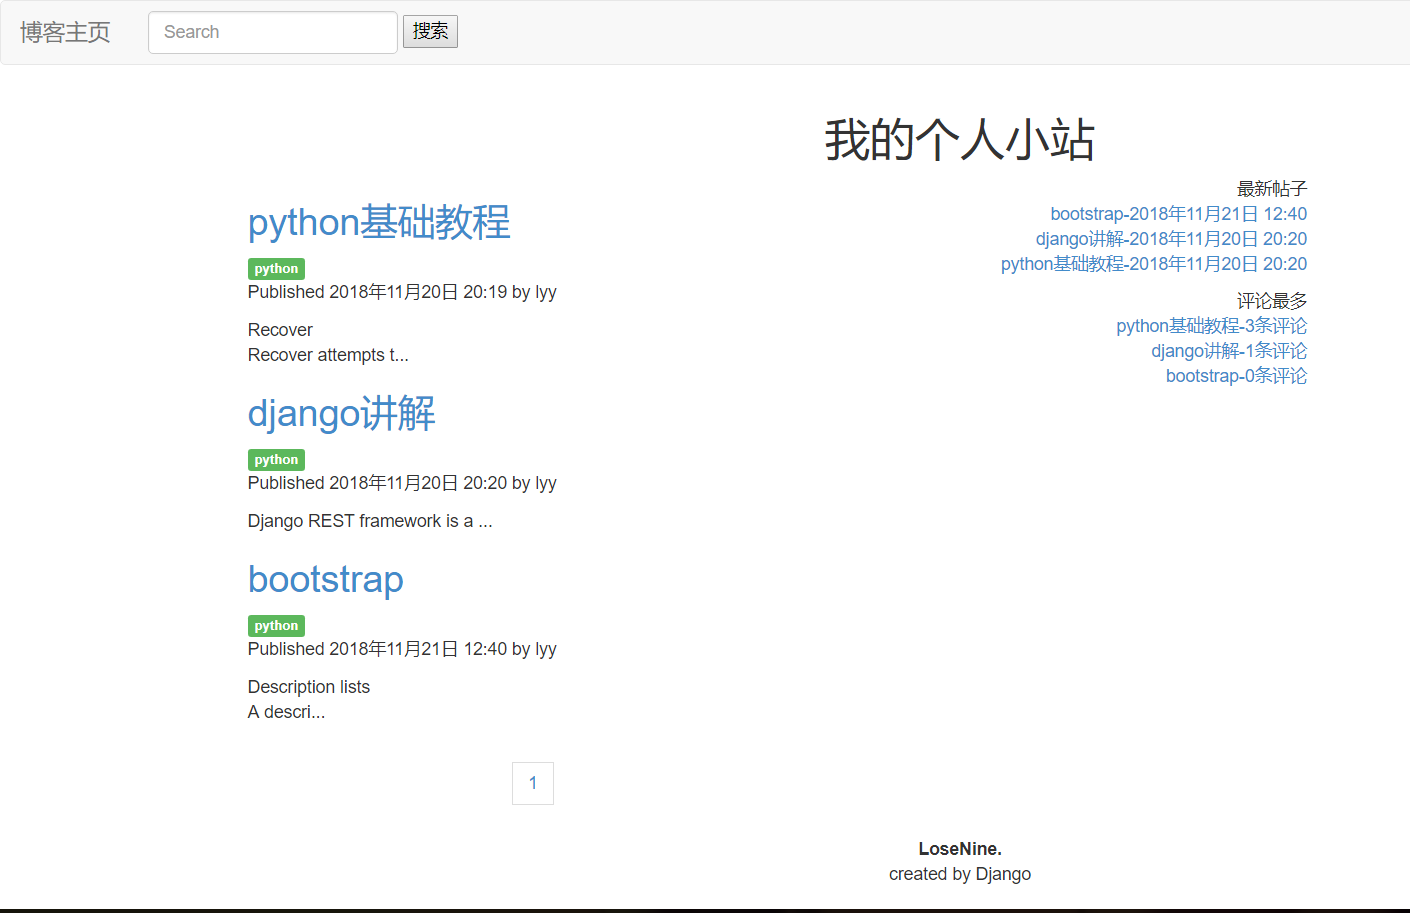 博客主页
Search
搜索
我的个人小站
python基础教程
python
Published 2018年11月20日 20:19 by lyy
Recover
Recover attempts t...
django讲解
python
Published 2018年11月20日 20:20 by lyy
Django REST framework is a ...
bootstrap
python
Published 2018年11月21日 12:40 by lyy
Description lists
A descri...
1
最新帖子
bootstrap-2018年11月21日 12:40
django讲解-2018年11月20日 20:20
python基础教程-2018年11月20日 20:20
评论最多
python基础教程-3条评论
django讲解-1条评论
bootstrap-0条评论
LoseNine.
created by Django